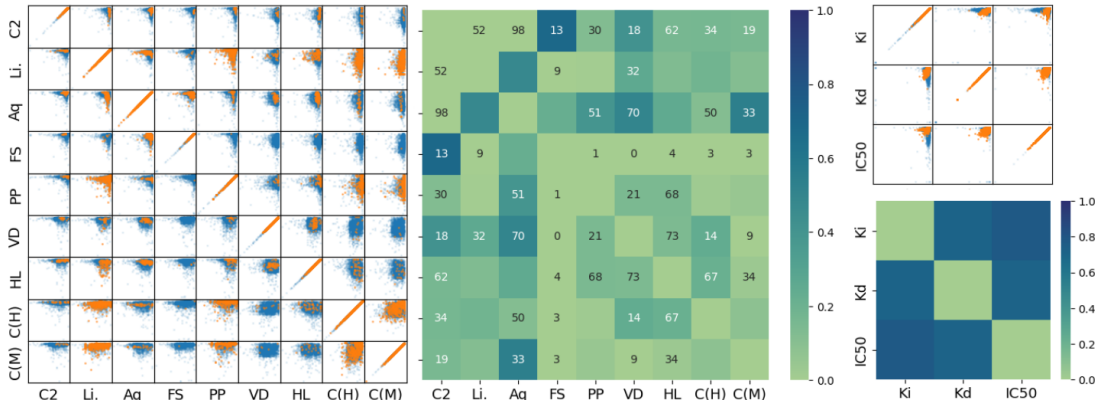 C2
Li.
Aq
FS
PP
VD
HL
C(H)
C(M)
C2 Li. Aq FS PP VD HL C(H) C(M)
52 98 13 30 18 62 34 19
52 9 32
98 51 70 50 33
13 9 1 0 4 3 3
30 51 1 21 68
18 32 70 0 21 73 14 9
62 4 68 73 67 34
34 50 3 14 67
19 33 3 9 34
C2 Li. Aq FS PP VD HL C(H) C(M)
1.0
0.8
0.6
0.4
0.2
0.0
Ki
Kd
IC50
Ki
Kd
IC50
Ki Kd IC50
1.0
0.8
0.6
0.4
0.2
0.0